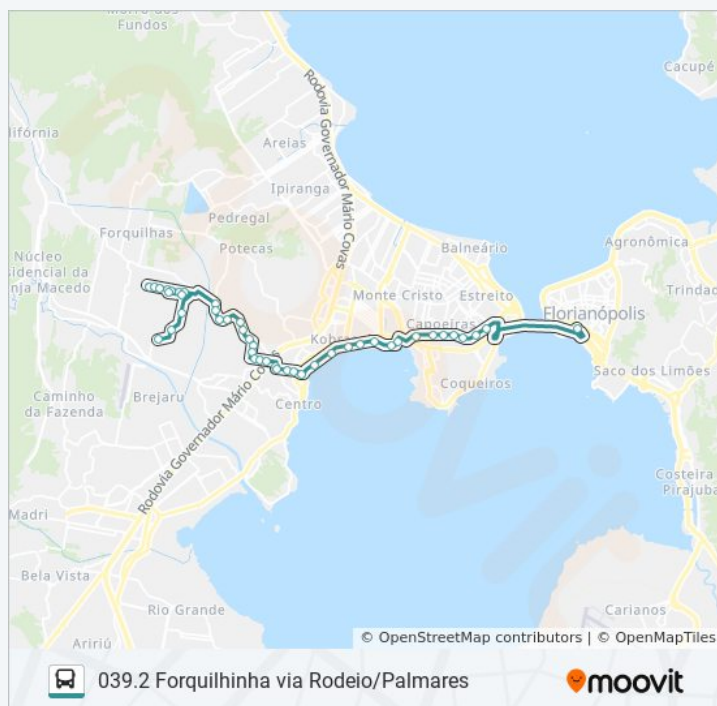 Morro dos
Fundos
Cacupé
Rodovia Governador Mário Covas
lifórnia
Areias
Ipiranga
Pedregal
Forquilhas
Potecas
Balneário
Agronômica
Núcleo
sidencial da
nja Macedo
Monte Cristo
Estreito
Trindad
Florianópolis
Capoeiras
Kobr
Saco dos Limões
Coqueiros
Caminho
da Fazenda
Brejaru
Centro
Rodovia Governador Mário Covas
Costeira
Pirajuba
Madri
Bela Vista
Rio Grande
Carianos
Aririú
© OpenStreetMap contributors | © OpenMapTiles
039.2 Forquilhinha via Rodeio/Palmares
moovit